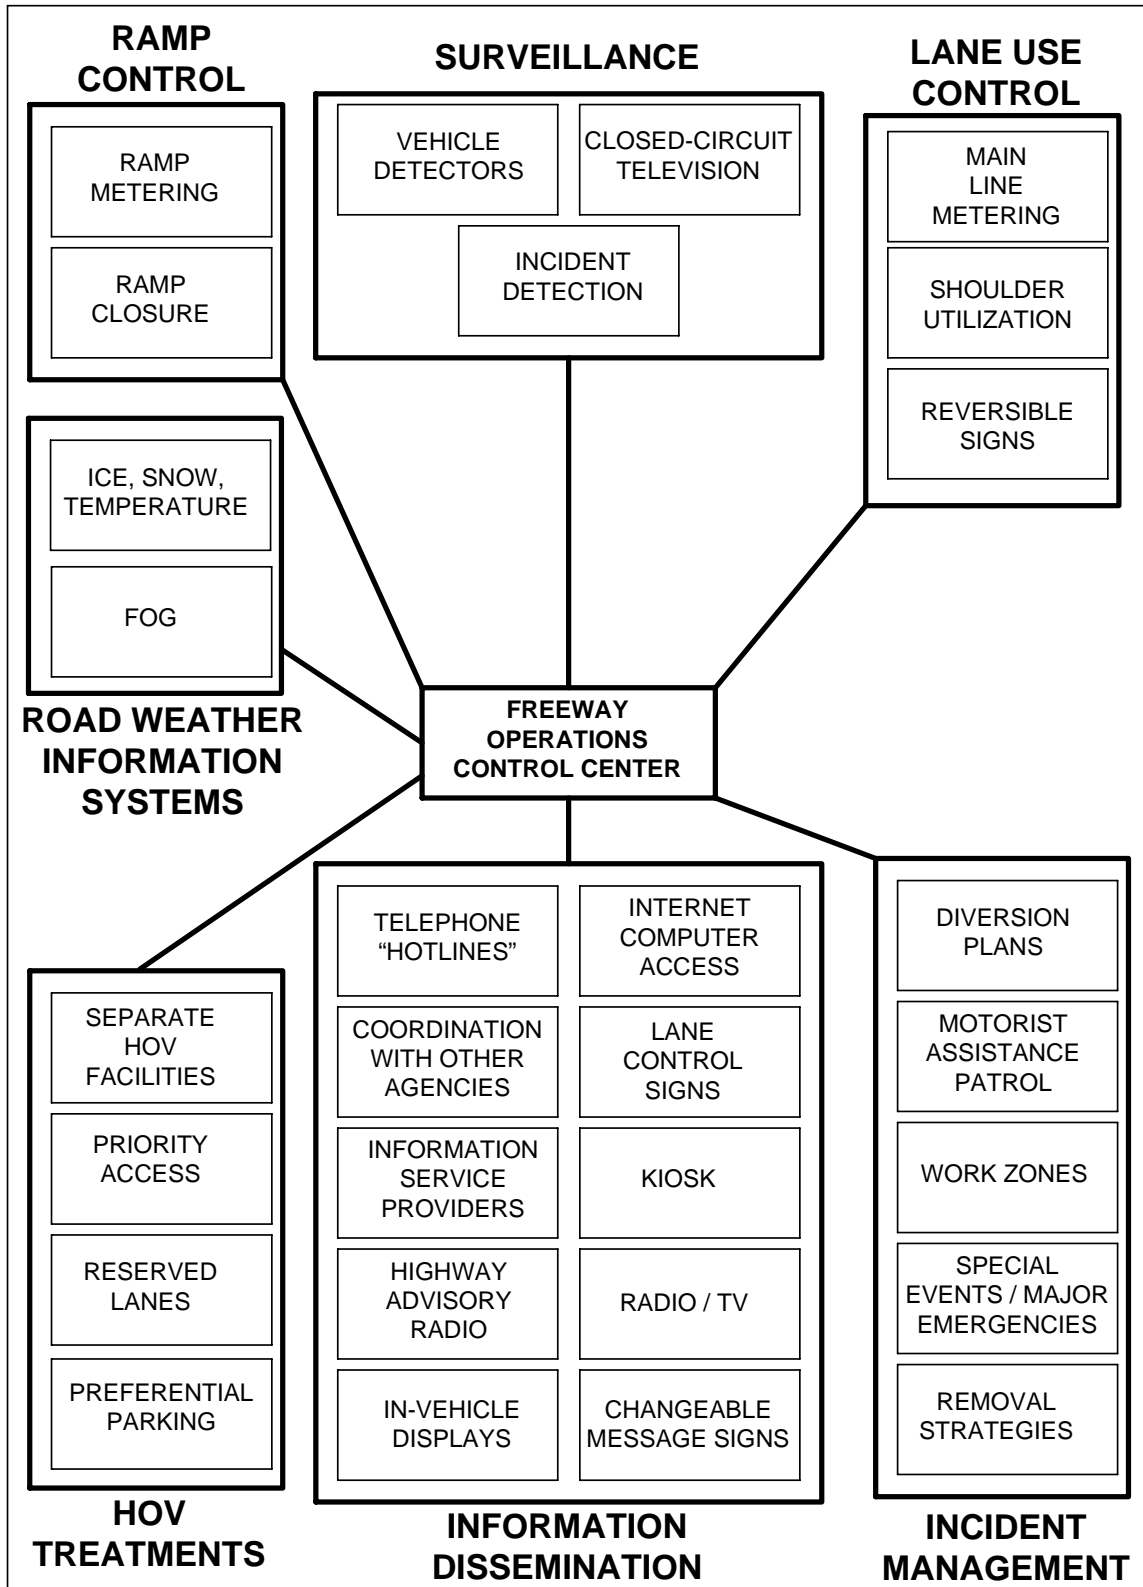 RAMP
CONTROL
RAMP
METERING
RAMP
CLOSURE
SURVEILLANCE
VEHICLE
DETECTORS
CLOSED-CIRCUIT
TELEVISION
INCIDENT
DETECTION
LANE USE
CONTROL
MAIN
LINE
METERING
SHOULDER
UTILIZATION
REVERSIBLE
SIGNS
ICE, SNOW,
TEMPERATURE
FOG
ROAD WEATHER
INFORMATION
SYSTEMS
FREEWAY
OPERATIONS
CONTROL CENTER
SEPARATE
HOV
FACILITIES
PRIORITY
ACCESS
RESERVED
LANES
PREFERENTIAL
PARKING
HOV
TREATMENTS
TELEPHONE
“HOTLINES”
INTERNET
COMPUTER
ACCESS
COORDINATION
WITH OTHER
AGENCIES
LANE
CONTROL
SIGNS
INFORMATION
SERVICE
PROVIDERS
KIOSK
HIGHWAY
ADVISORY
RADIO
RADIO / TV
IN-VEHICLE
DISPLAYS
CHANGEABLE
MESSAGE SIGNS
INFORMATION
DISSEMINATION
DIVERSION
PLANS
MOTORIST
ASSISTANCE
PATROL
WORK ZONES
SPECIAL
EVENTS / MAJOR
EMERGENCIES
REMOVAL
STRATEGIES
INCIDENT
MANAGEMENT